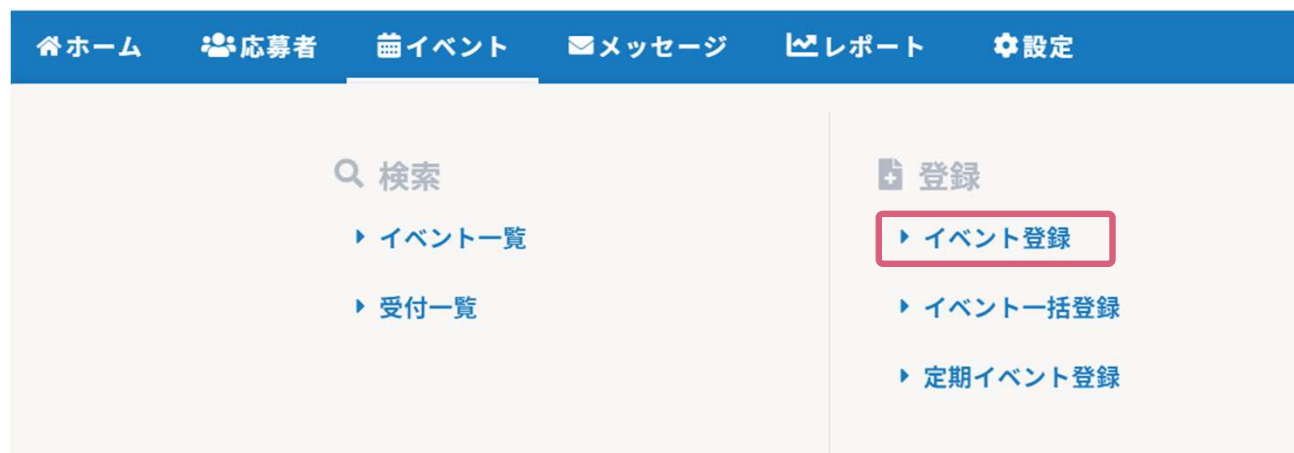 ホーム 応募者 イベント メッセージ レポート 設定
検索
イベント一覧
受付一覧
登録
イベント登録
イベント一括登録
定期イベント登録